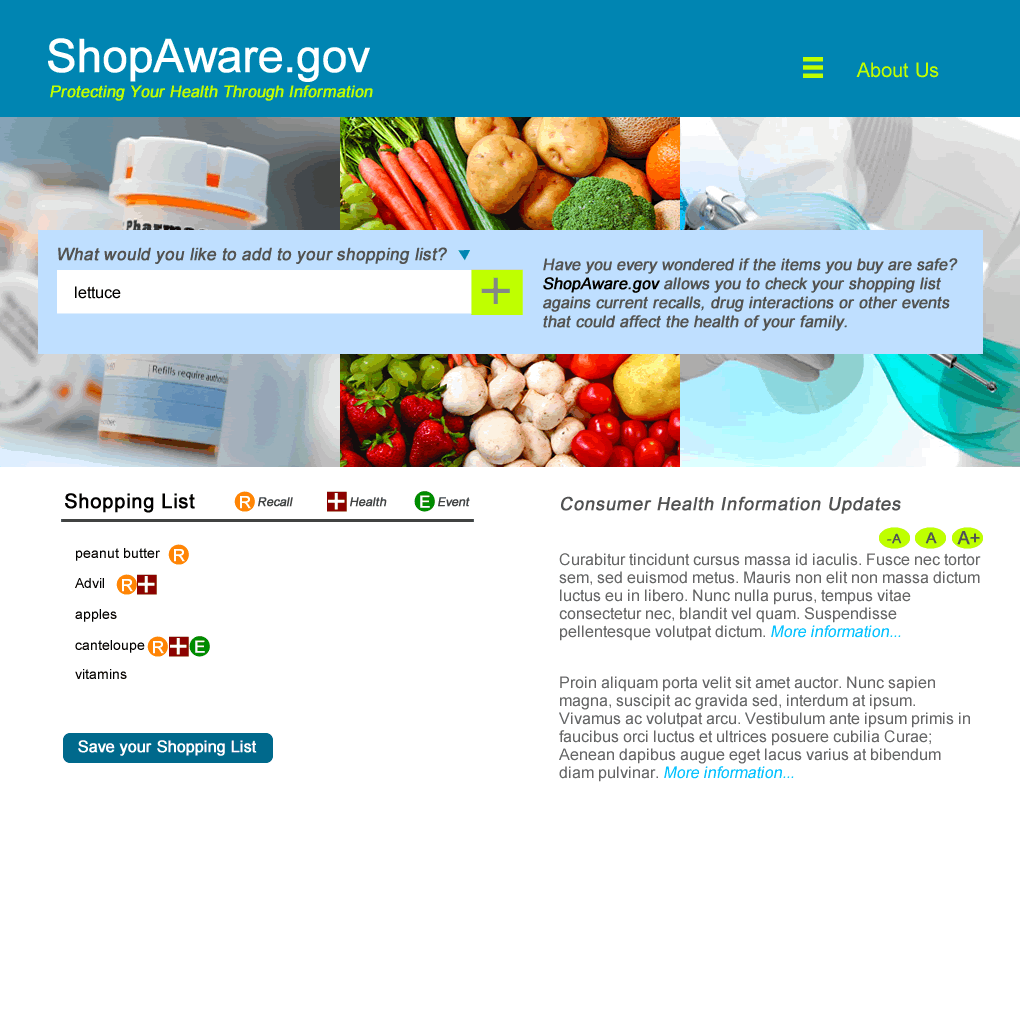 ShopAware.gov
Protecting Your Health Through Information
About Us
What would you like to add to your shopping list?
lettuce
Have you every wondered if the items you buy are safe?
ShopAware.gov allows you to check your shopping list
agains current recalls, drug interactions or other events
that could affect the health of your family.
Refills require
Shopping List R Recall Health E Event
peanut butter R
Advil R
apples
canteloupe R E
vitamins
Save your Shopping List
Consumer Health Information Updates
-A A A+
Curabitur tincidunt cursus massa id iaculis. Fusce nec tortor
sem, sed euismod metus. Mauris non elit non massa dictum
luctus eu in libero. Nunc nulla purus, tempus vitae
consectetur nec, blandit vel quam. Suspendisse
pellentesque volutpat dictum. More information...
Proin aliquam porta velit sit amet auctor. Nunc sapien
magna, suscipit ac gravida sed, interdum at ipsum.
Vivamus ac volutpat arcu. Vestibulum ante ipsum primis in
faucibus orci luctus et ultrices posuere cubilia Curae;
Aenean dapibus augue eget lacus varius at bibendum
diam pulvinar. More information...